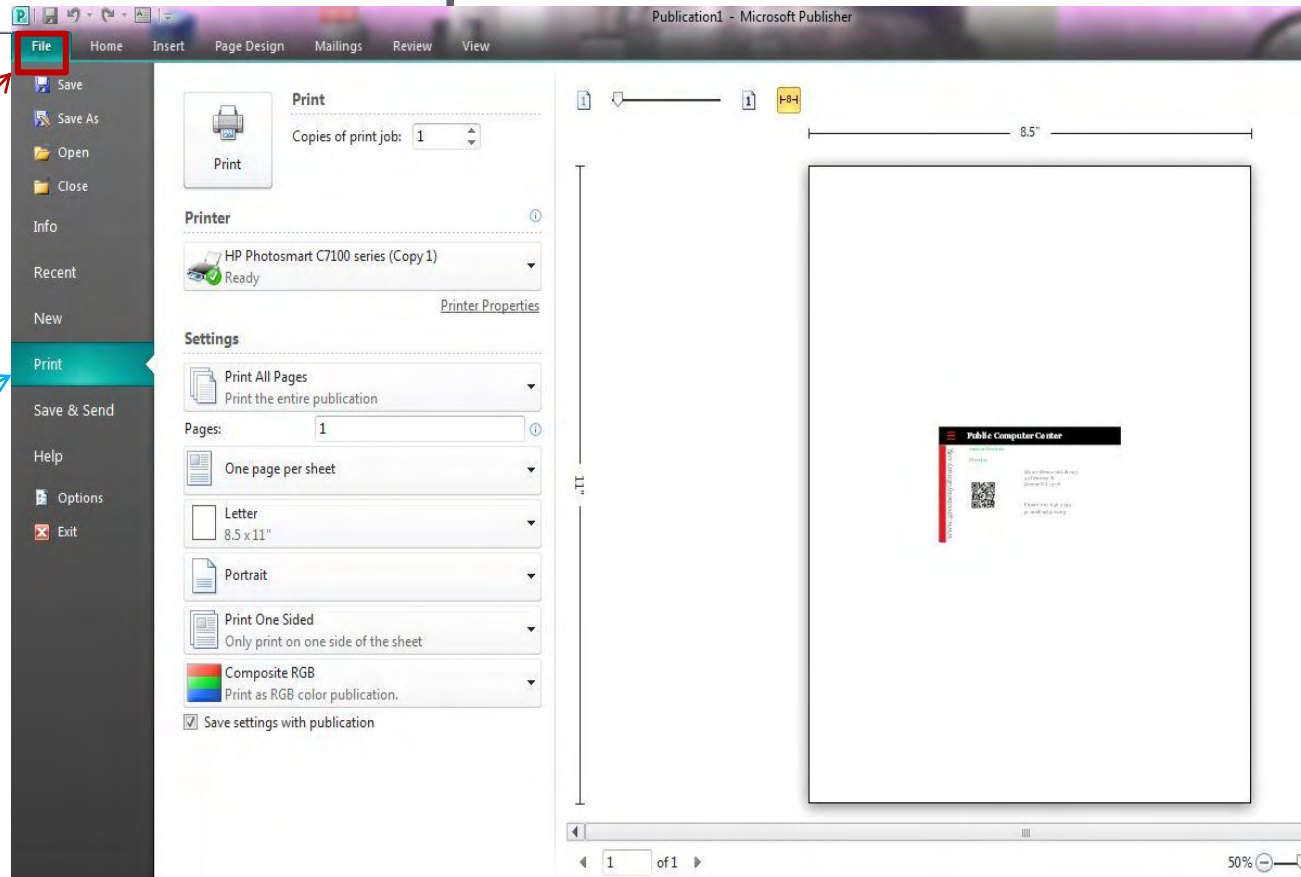 Publication1 - Microsoft Publisher
File Home Insert Page Design Mailings Review View
Save
Save As
Open
Close
Info
Recent
New
Print
Save & Send
Help
Options
Exit
Print
Print
Copies of print job: 1
Printer
HP Photosmart C7100 series (Copy 1)
Ready
Printer Properties
Settings
Print All Pages
Print the entire publication
Pages: 1
One page per sheet
Letter
8.5 x 11"
Portrait
Print One Sided
Only print on one side of the sheet
Composite RGB
Print as RGB color publication.
Save settings with publication
1 1 8
8.5"
11"
Public Computer Center
1 of 1
50%